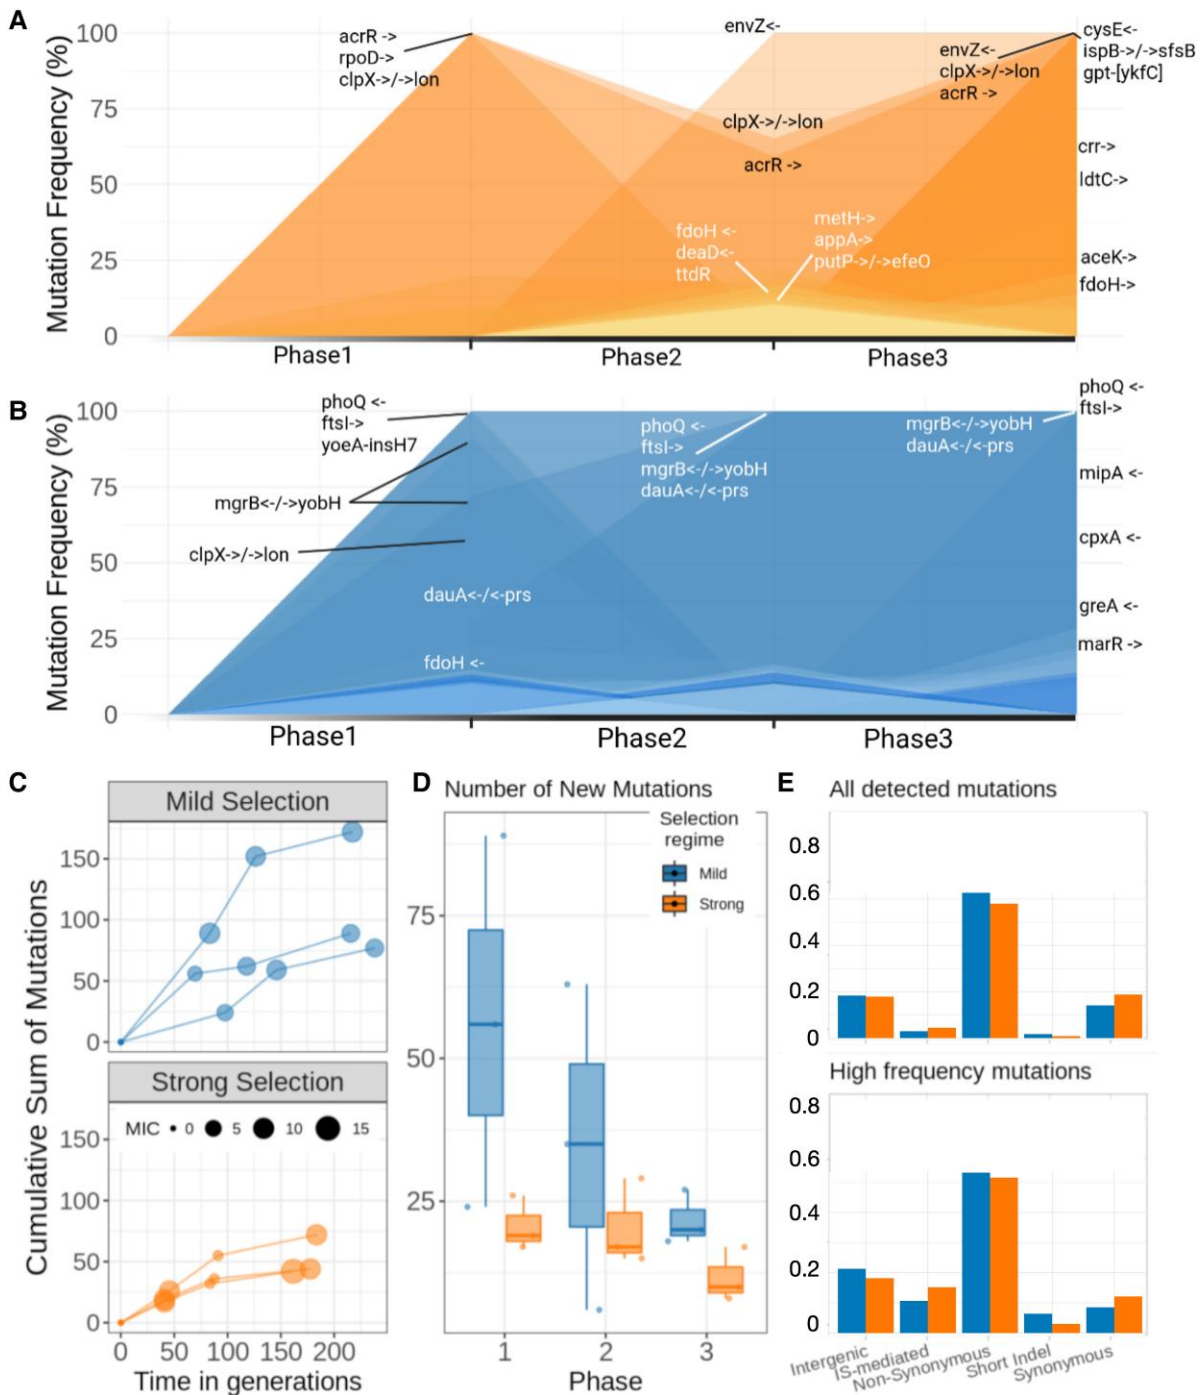 A
Mutation Frequency (%)
100
75
50
25
0
acrR ->
rpoD->
clpX->/->lon
envZ<-
clpX->/->lon
acrR ->
fdoH <-
deaD<-
ttdR
metH->
appA->
putP->/->efeO
envZ<-
clpX->/->lon
acrR ->
cysE<-
ispB->/->sfsB
gpt-[ykfC]
crr->
ldtC->
aceK->
fdoH->
Phase1
Phase2
Phase3
B
Mutation Frequency (%)
100
75
50
25
0
phoQ <-
ftsI->
yoeA-insH7
mgrB<-/->yobH
clpX->/->lon
dauA<-/<-prs
fdoH <-
phoQ <-
ftsI->
mgrB<-/->yobH
dauA<-/<-prs
mgrB<-/->yobH
dauA<-/<-prs
phoQ <-
ftsI->
mipA <-
cpxA <-
greA <-
marR ->
Phase1
Phase2
Phase3
C
Cumulative Sum of Mutations
Mild Selection
150
100
50
0
Strong Selection
MIC 0 5 10 15
150
100
50
0
0 50 100 150 200
Time in generations
D Number of New Mutations
Selection
regime
Mild
Strong
75
50
25
1 2 3
Phase
E All detected mutations
0.8
0.6
0.4
0.2
0
High frequency mutations
0.8
0.6
0.4
0.2
0
Intergenic
IS-mediated
Non-Synonymous
Short Indel
Synonymous